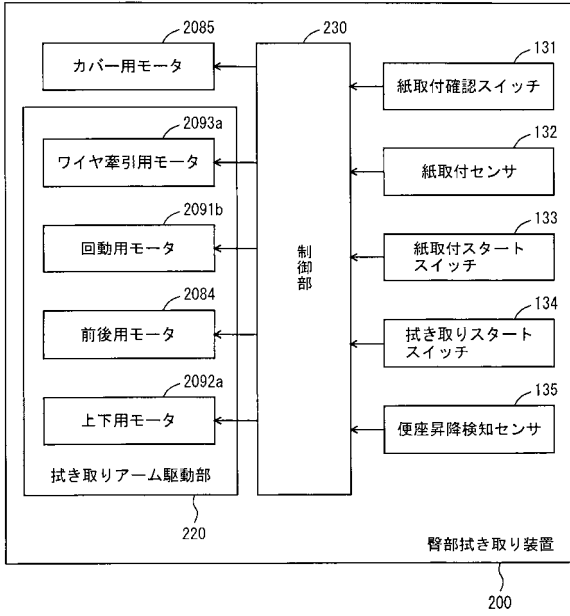 2085
カバー用モータ
2093a
ワイヤ牽引用モータ
2091b
回動用モータ
2084
前後用モータ
2092a
上下用モータ
拭き取りアーム駆動部
220
230
制御部
131
紙取付確認スイッチ
132
紙取付センサ
133
紙取付スタート
スイッチ
134
拭き取りスタート
スイッチ
135
便座昇降検知センサ
臀部拭き取り装置
200